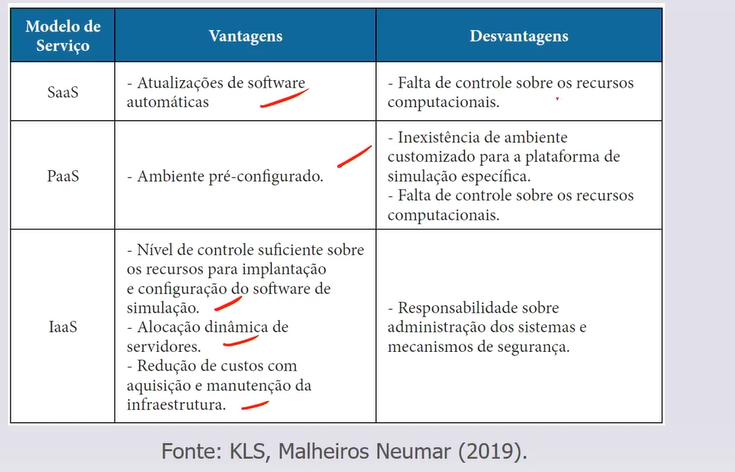 Modelo de
Serviço
Vantagens
Desvantagens
SaaS
- Atualizações de software
automáticas
- Falta de controle sobre os recursos
computacionais.
PaaS
- Ambiente pré-configurado.
- Inexistência de ambiente
customizado para a plataforma de
simulação específica.
- Falta de controle sobre os recursos
computacionais.
IaaS
- Nível de controle suficiente sobre
os recursos para implantação
e configuração do software de
simulação.
- Alocação dinâmica de
servidores.
- Redução de custos com
aquisição e manutenção da
infraestrutura.
- Responsabilidade sobre
administração dos sistemas e
mecanismos de segurança.
Fonte: KLS, Malheiros Neumar (2019).